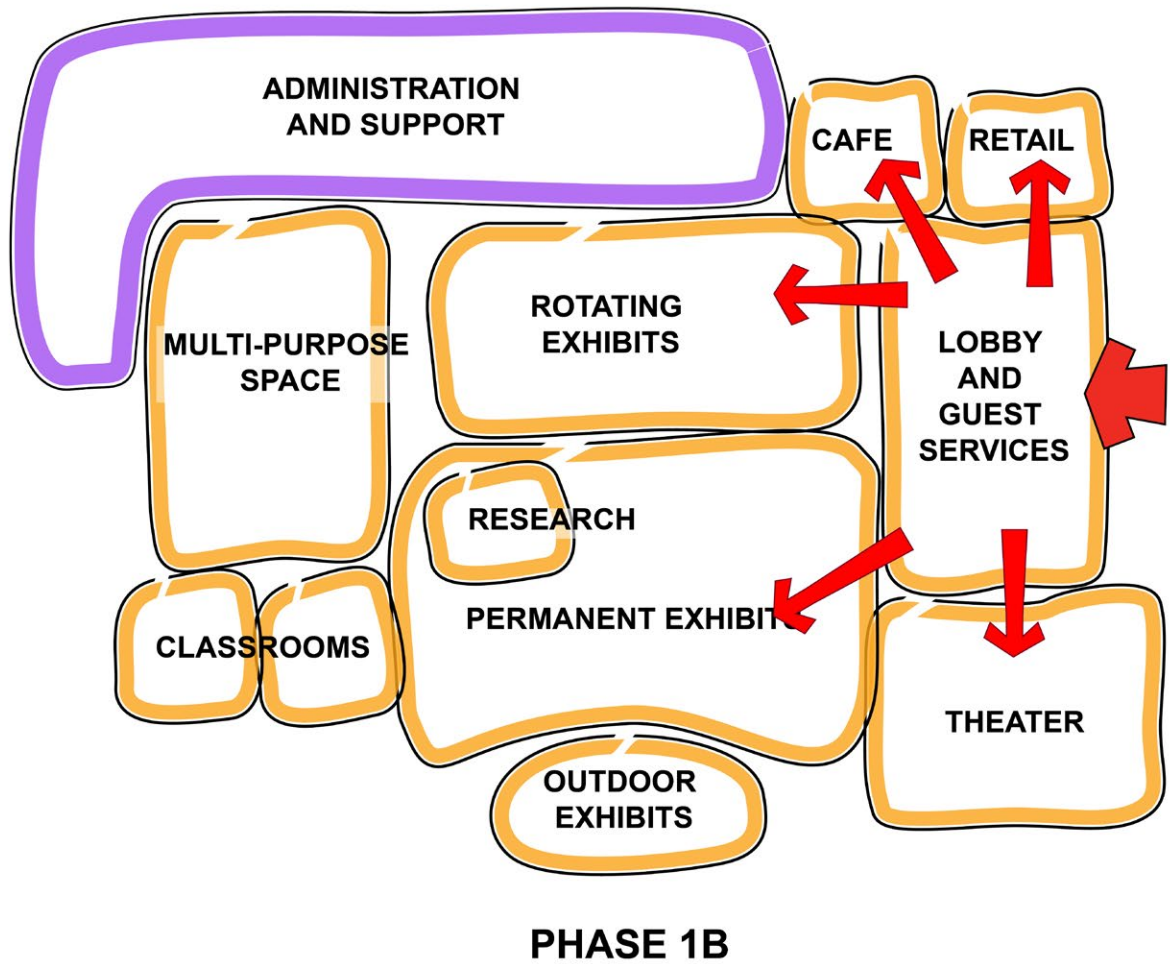 ADMINISTRATION
AND SUPPORT
CAFE
RETAIL
MULTI-PURPOSE
SPACE
ROTATING
EXHIBITS
LOBBY
AND
GUEST
SERVICES
RESEARCH
PERMANENT EXHIBITS
CLASSROOMS
THEATER
OUTDOOR
EXHIBITS
PHASE 1B